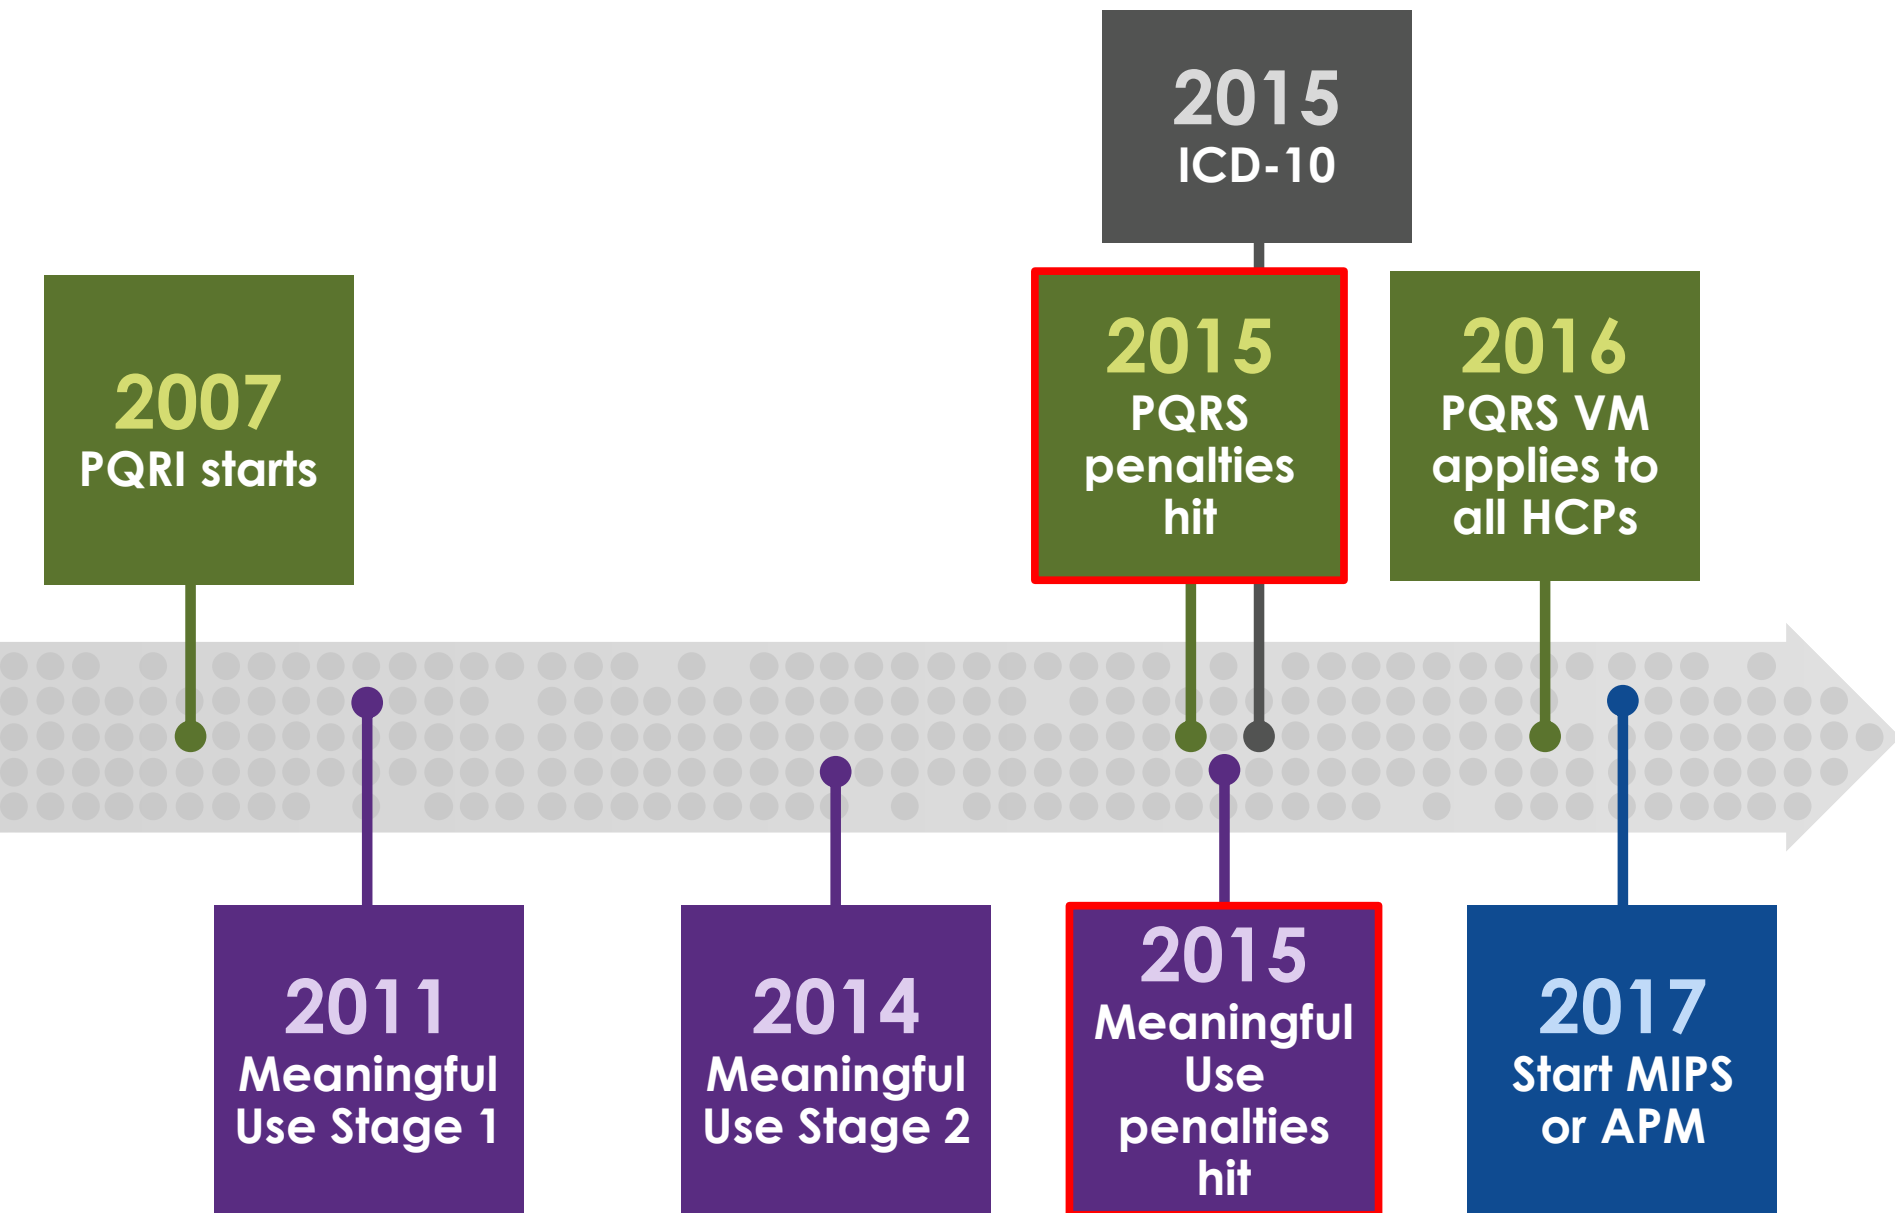 2015
ICD-10
2007
PQRI starts
2015
PQRS
penalties
hit
2016
PQRS VM
applies to
all HCPs
2011
Meaningful
Use Stage 1
2014
Meaningful
Use Stage 2
2015
Meaningful
Use
penalties
hit
2017
Start MIPS
or APM